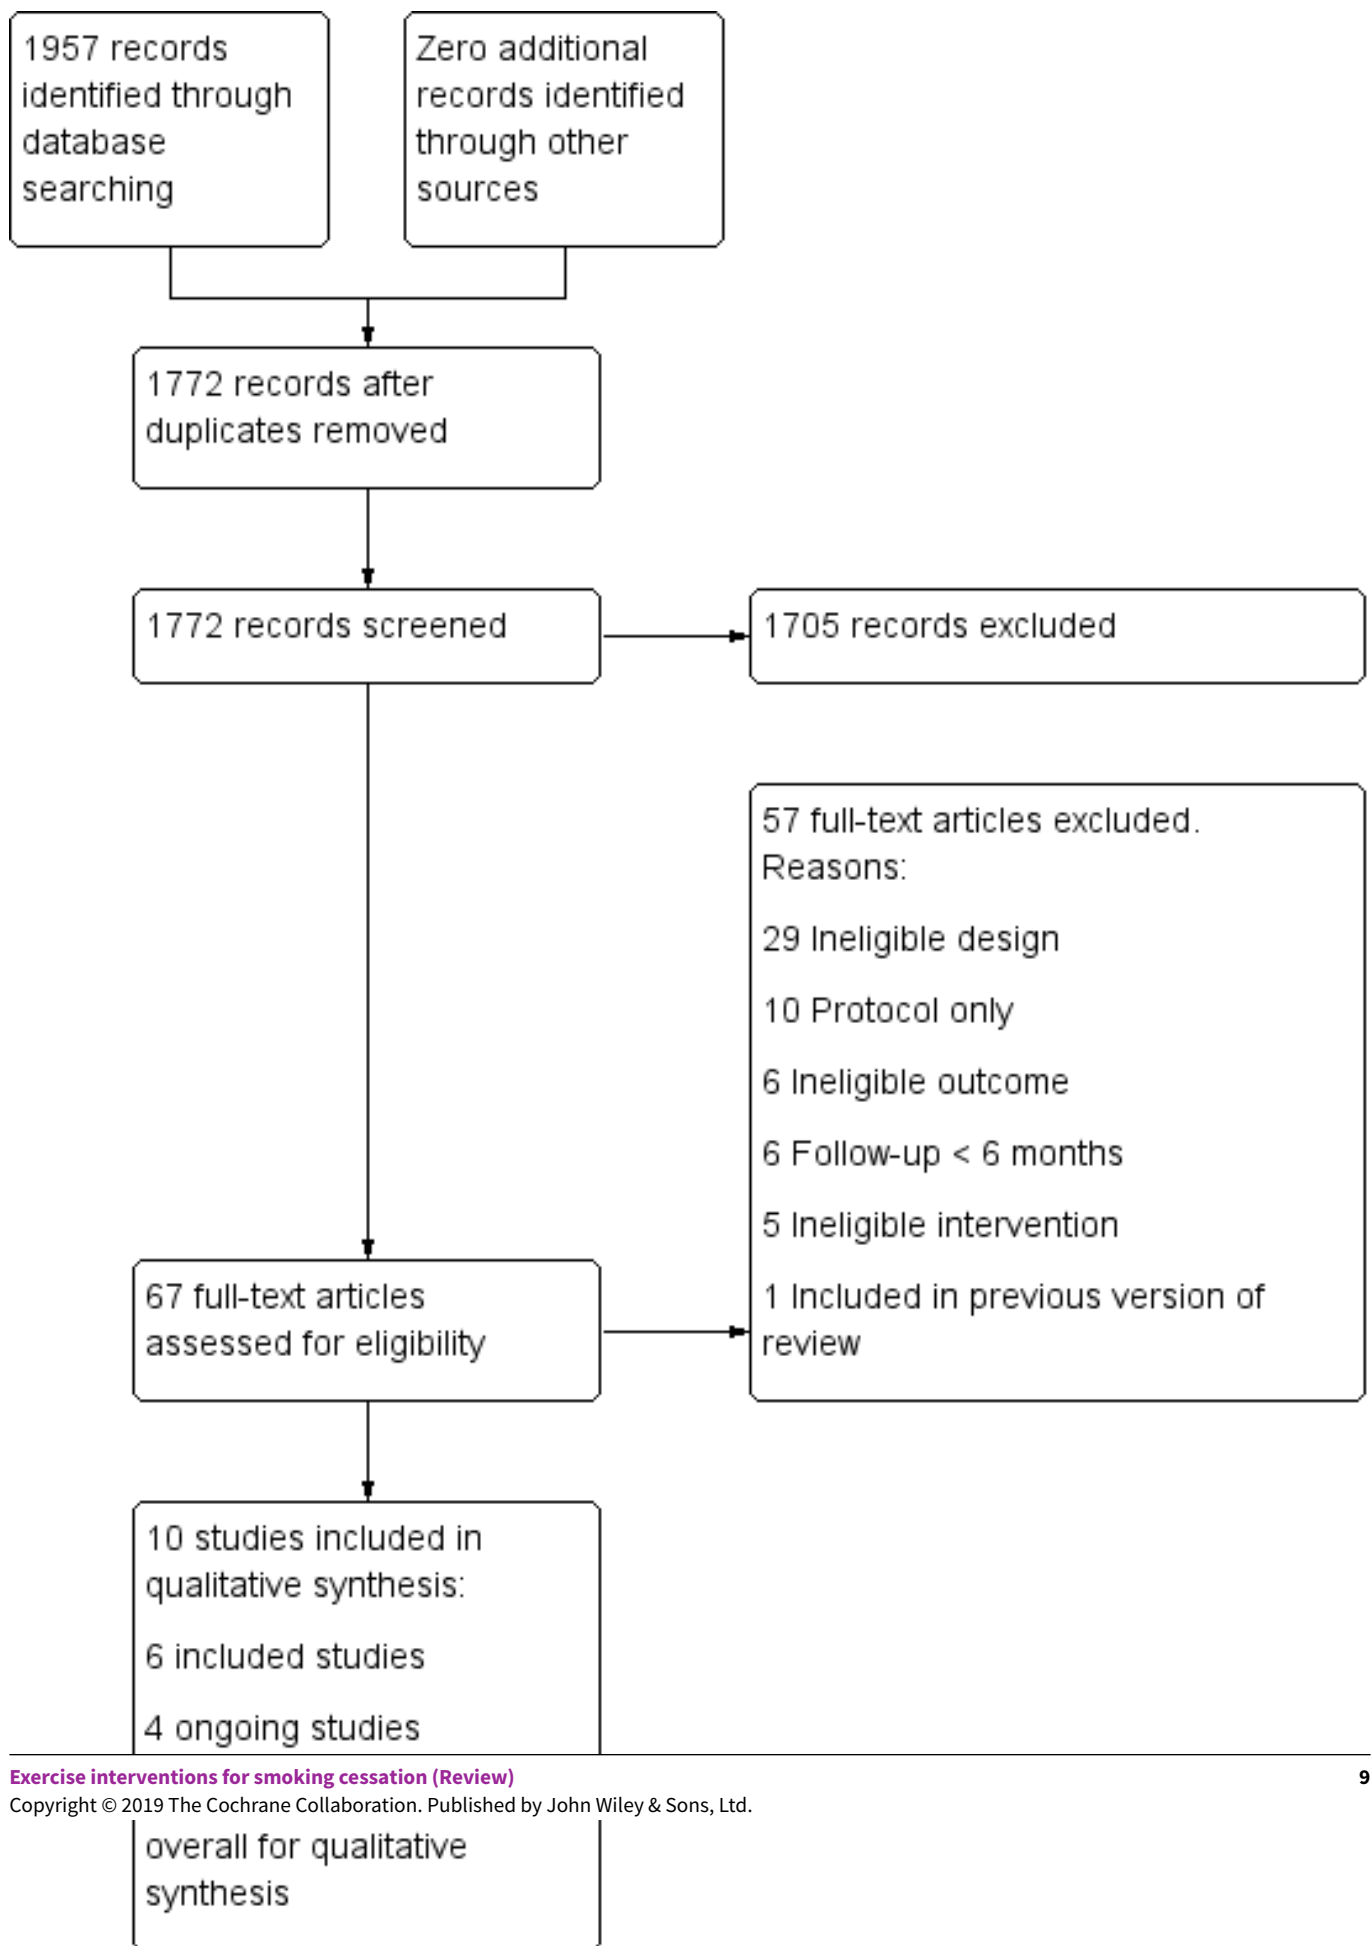 1957 records
identified through
database
searching
Zero additional
records identified
through other
sources
1772 records after
duplicates removed
1772 records screened
1705 records excluded
57 full-text articles excluded.
Reasons:
29 Ineligible design
10 Protocol only
6 Ineligible outcome
6 Follow-up < 6 months
5 Ineligible intervention
1 Included in previous version of
review
67 full-text articles
assessed for eligibility
10 studies included in
qualitative synthesis:
6 included studies
4 ongoing studies
Exercise interventions for smoking cessation (Review)
9
Copyright © 2019 The Cochrane Collaboration. Published by John Wiley & Sons, Ltd.
overall for qualitative
synthesis